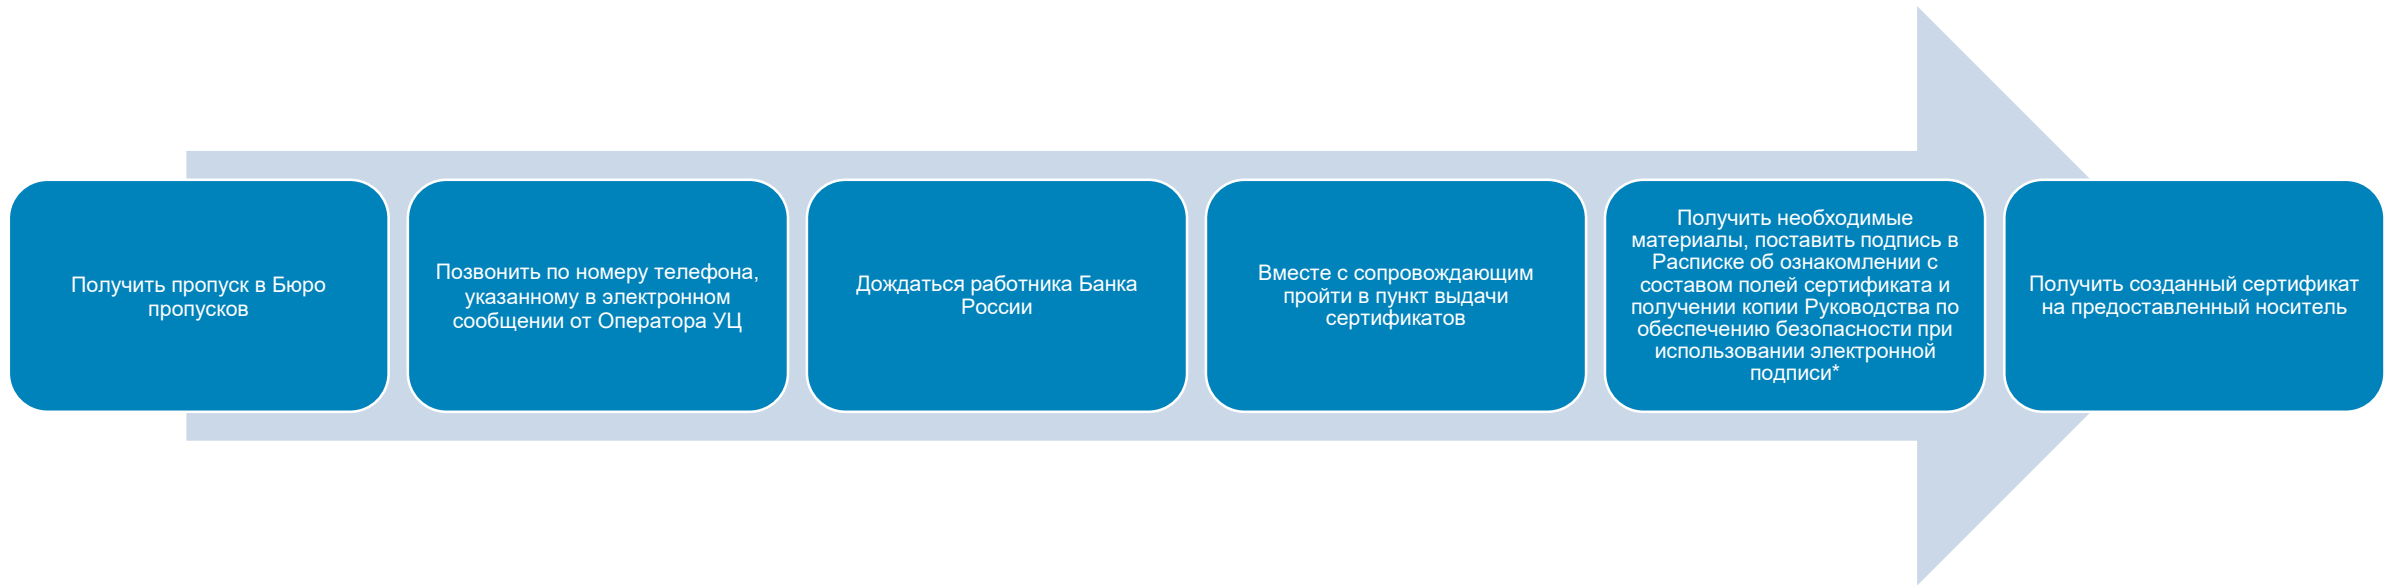 Получить пропуск в Бюро
пропусков
Позвонить по номеру телефона,
указанному в электронном
сообщении от Оператора УЦ
Дождаться работника Банка
России
Вместе с сопровождающим
пройти в пункт выдачи
сертификатов
Получить необходимые
материалы, поставить подпись в
Расписке об ознакомлении с
составом полей сертификата и
получении копии Руководства по
обеспечению безопасности при
использовании электронной
подписи*
Получить созданный сертификат
на предоставленный носитель